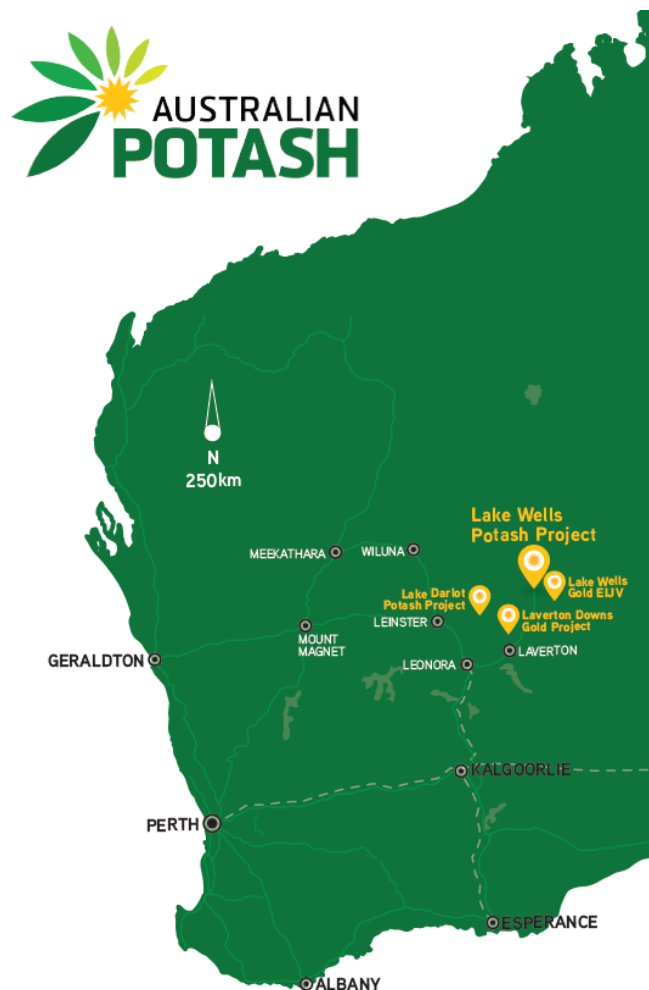 AUSTRALIAN
POTASH
N
250km
Lake Wells
Potash Project
MEEKATHARA
WILUNA
Lake Wells
Gold EIJV
Lake Darlot
Potash Project
Laverton Downs
Gold Project
LEINSTER
MOUNT
MAGNET
LAVERTON
GERALDTON
LEONORA
KALGOORLIE
PERTH
ESPERANCE
ALBANY